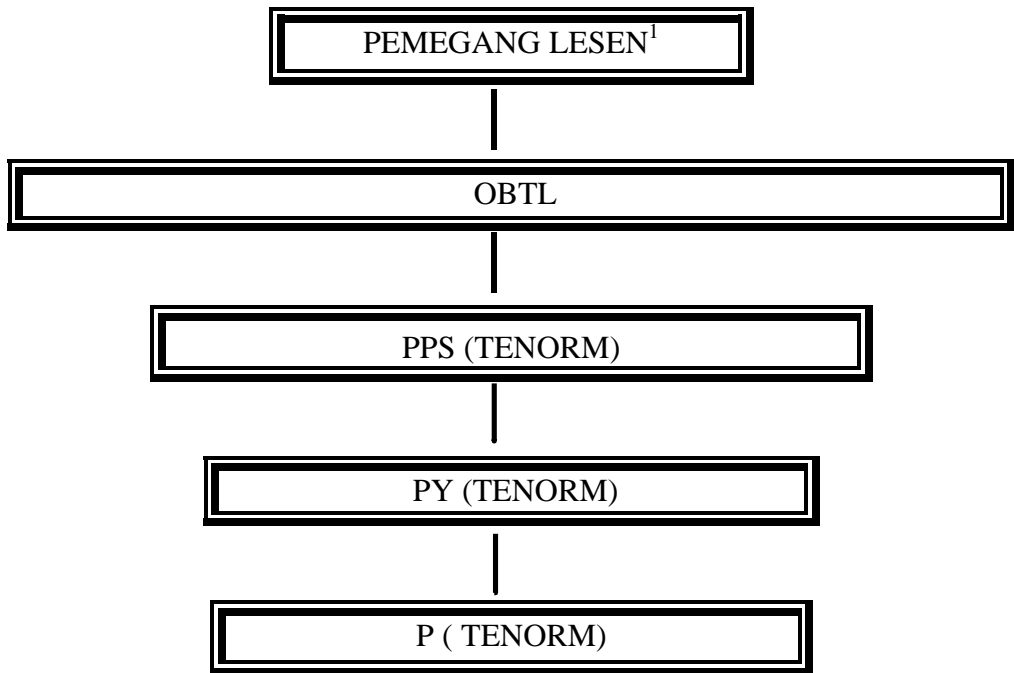 PEMEGANG LESEN¹
OBTL
PPS (TENORM)
PY (TENORM)
P ( TENORM)